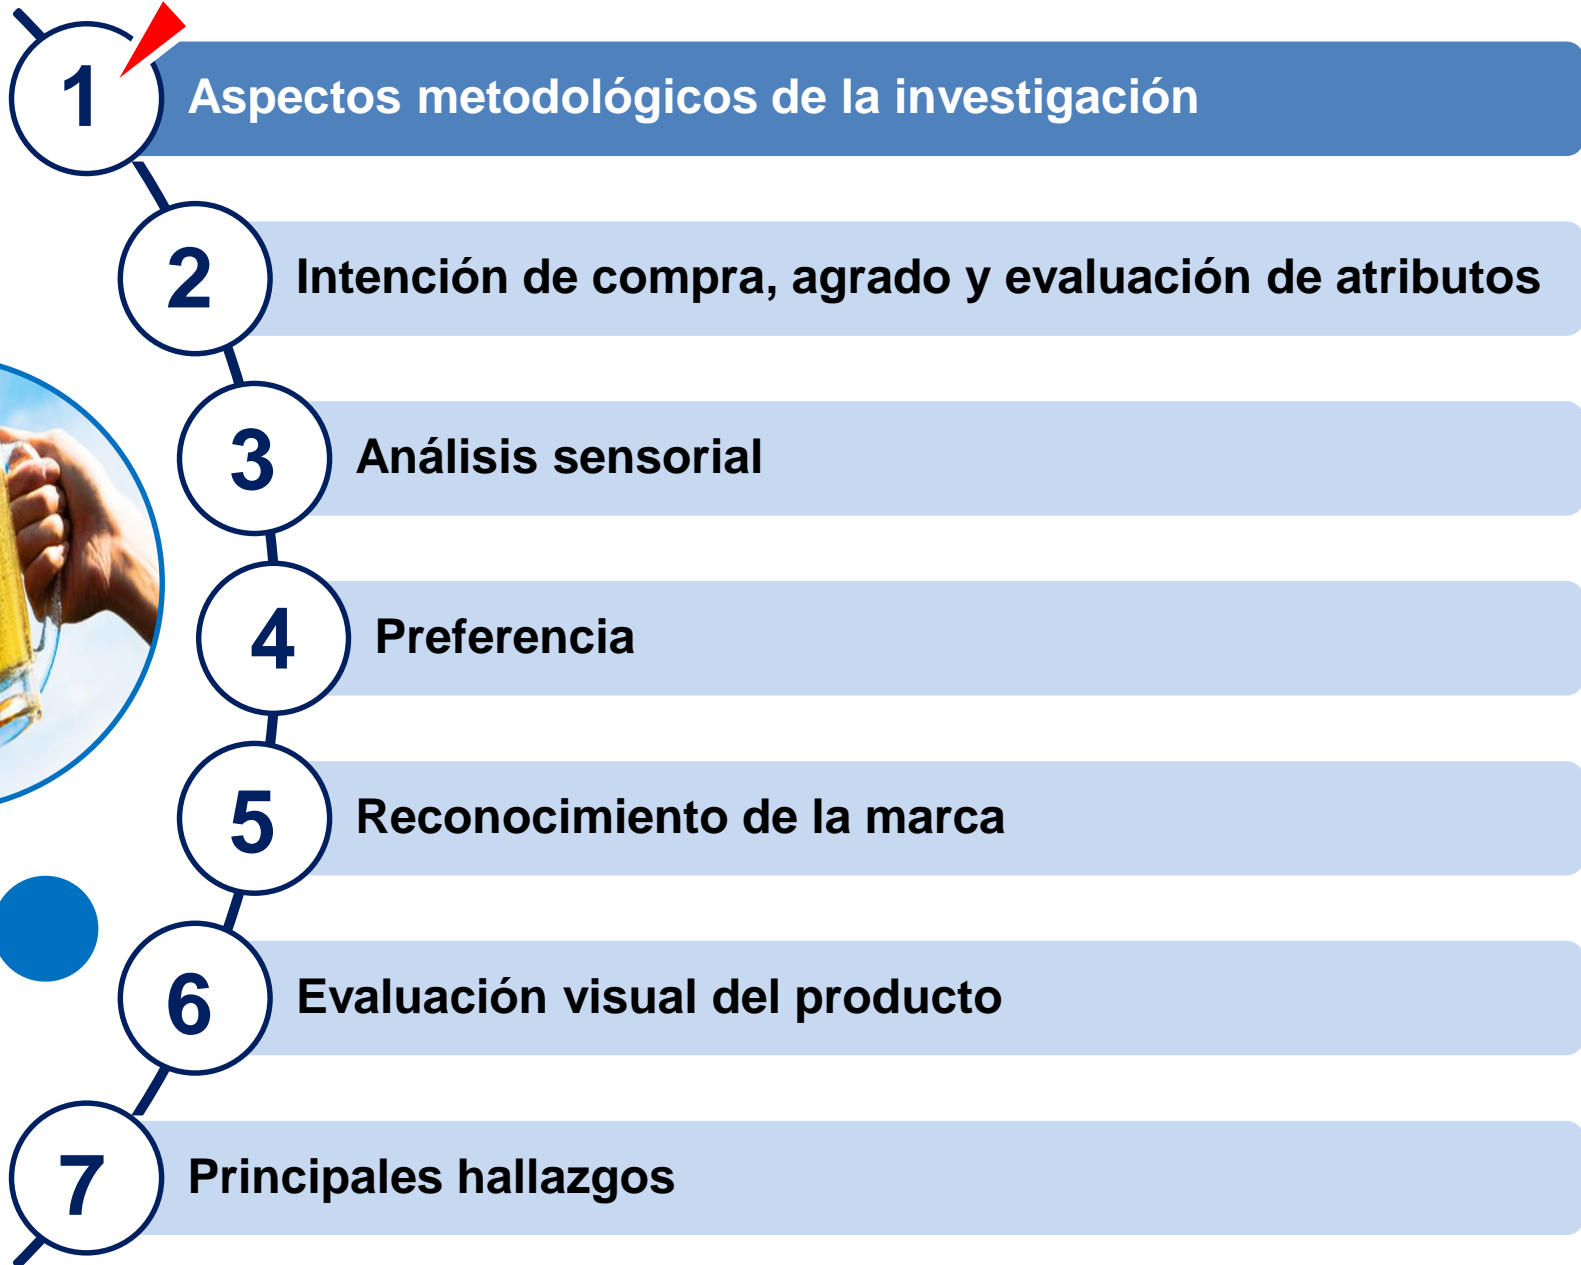 1 Aspectos metodológicos de la investigación
2 Intención de compra, agrado y evaluación de atributos
3 Análisis sensorial
4 Preferencia
5 Reconocimiento de la marca
6 Evaluación visual del producto
7 Principales hallazgos